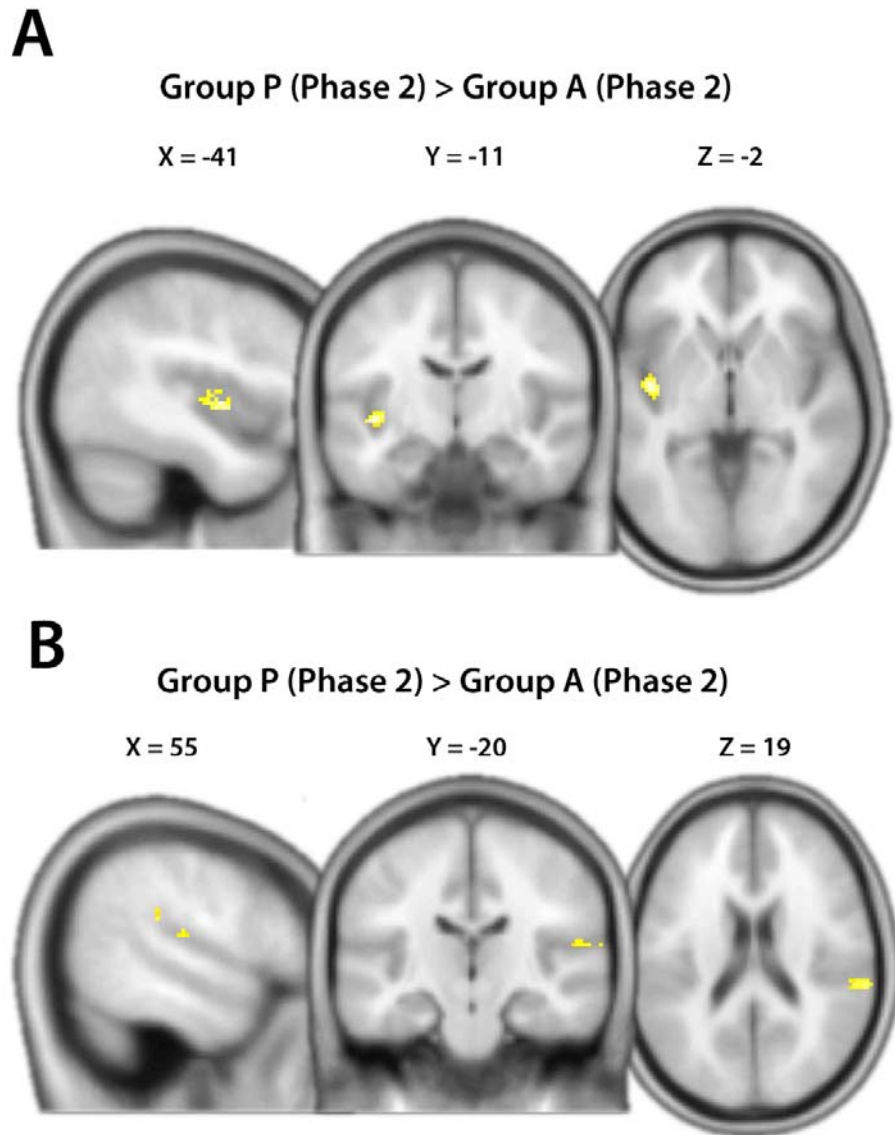 A
Group P (Phase 2) > Group A (Phase 2)
X = -41 Y = -11 Z = -2
B
Group P (Phase 2) > Group A (Phase 2)
X = 55 Y = -20 Z = 19